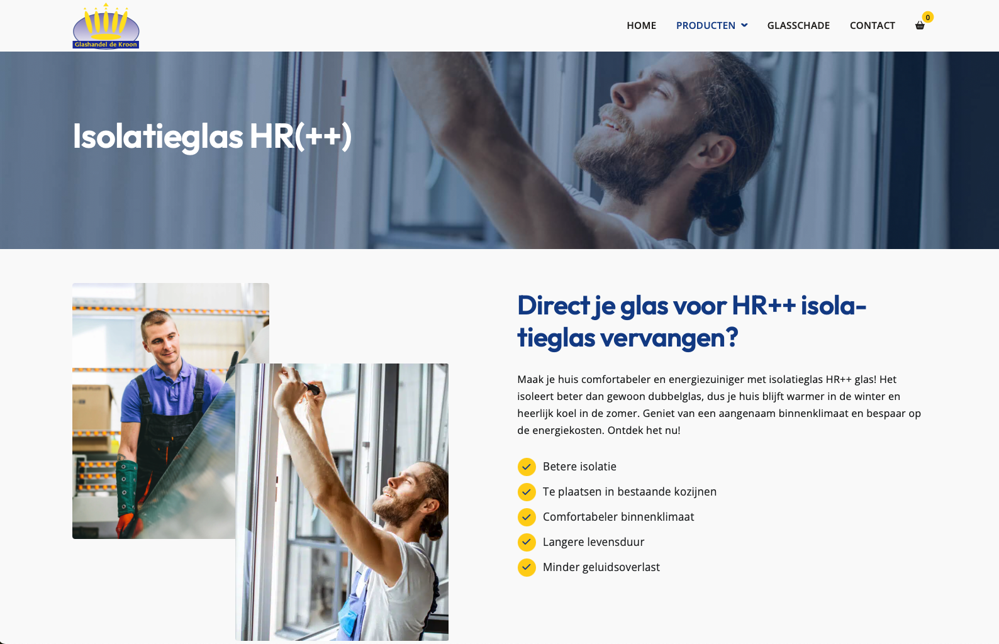 Glashandel de Kroon
HOME PRODUCTEN GLASSCHADE CONTACT 0
Isolatieglas HR(++)
Direct je glas voor HR++ isola-
tieglas vervangen?
Maak je huis comfortabeler en energiezuiniger met isolatieglas HR++ glas! Het
isoleert beter dan gewoon dubbelglas, dus je huis blijft warmer in de winter en
heerlijk koel in de zomer. Geniet van een aangenaam binnenklimaat en bespaar op
de energiekosten. Ontdek het nu!
Betere isolatie
Te plaatsen in bestaande kozijnen
Comfortabeler binnenklimaat
Langere levensduur
Minder geluidsoverlast